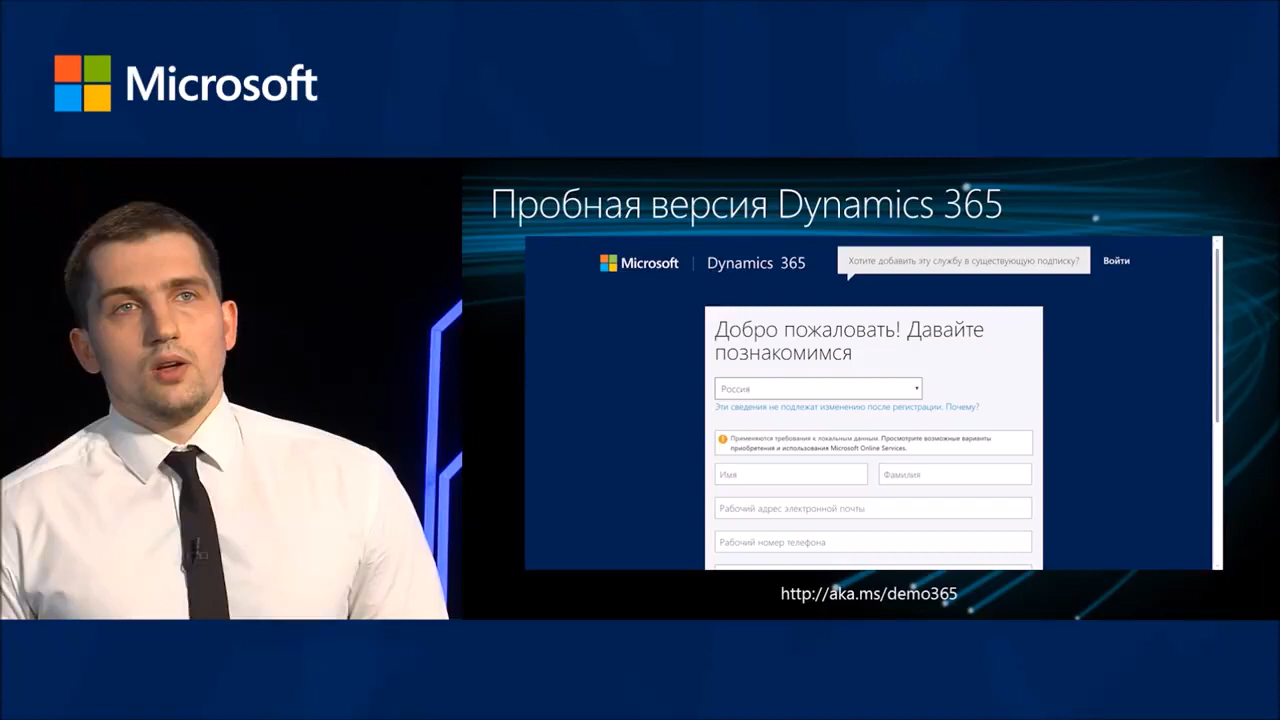 Microsoft
Пробная версия Dynamics 365
Microsoft | Dynamics 365
Хотите добавить эту службу в существующую подписку?
Войти
Добро пожаловать! Давайте
познакомимся
Россия
Эти сведения не подлежат изменению после регистрации. Почему?
Применяются требования к локальным данным. Просмотрите возможные варианты
приобретения и использования Microsoft Online Services.
Имя
Фамилия
Рабочий адрес электронной почты
Рабочий номер телефона
http://aka.ms/demo365